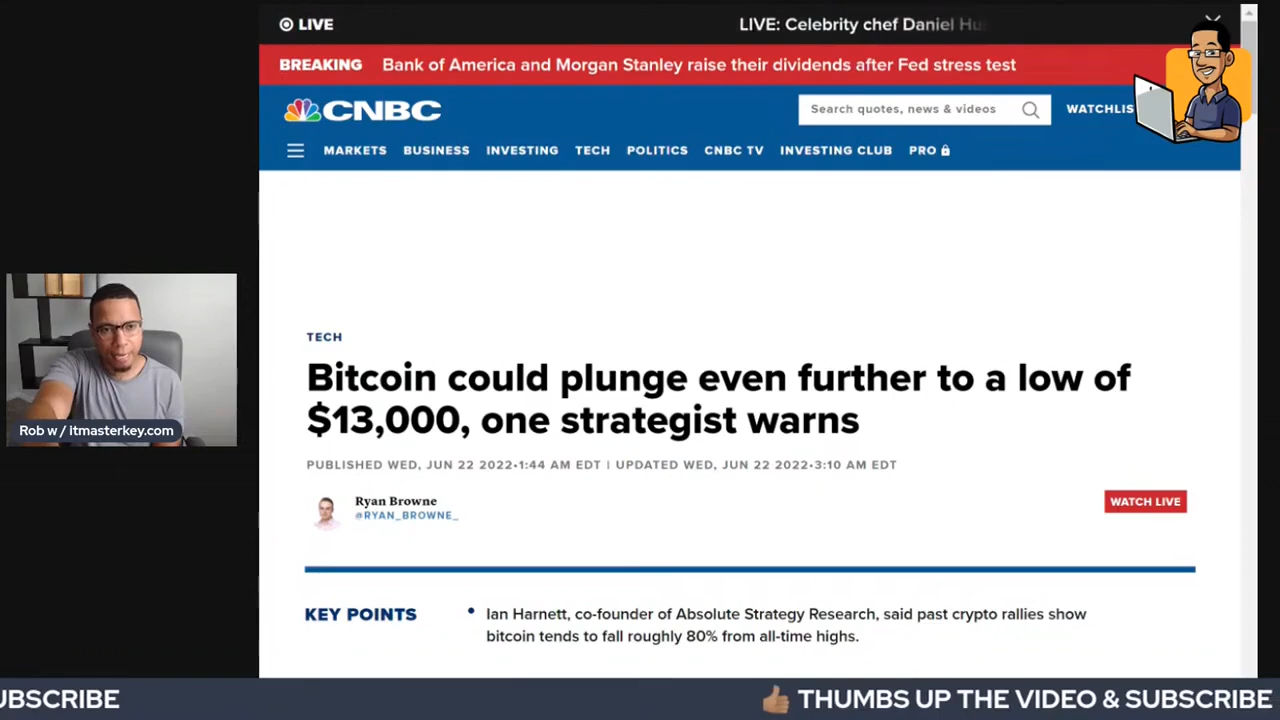 LIVE
LIVE: Celebrity chef Daniel
BREAKING Bank of America and Morgan Stanley raise their dividends after Fed stress test
CNBC
Search quotes, news & videos
WATCHLIS
MARKETS BUSINESS INVESTING TECH POLITICS CNBC TV INVESTING CLUB PRO
TECH
Bitcoin could plunge even further to a low of
$13,000, one strategist warns
PUBLISHED WED, JUN 22 2022•1:44 AM EDT | UPDATED WED, JUN 22 2022•3:10 AM EDT
Ryan Browne
@RYAN_BROWNE_
WATCH LIVE
Rob w / itmasterkey.com
KEY POINTS
• Ian Harnett, co-founder of Absolute Strategy Research, said past crypto rallies show
bitcoin tends to fall roughly 80% from all-time highs.
UBSCRIBE
THUMBS UP THE VIDEO & SUBSCRIBE